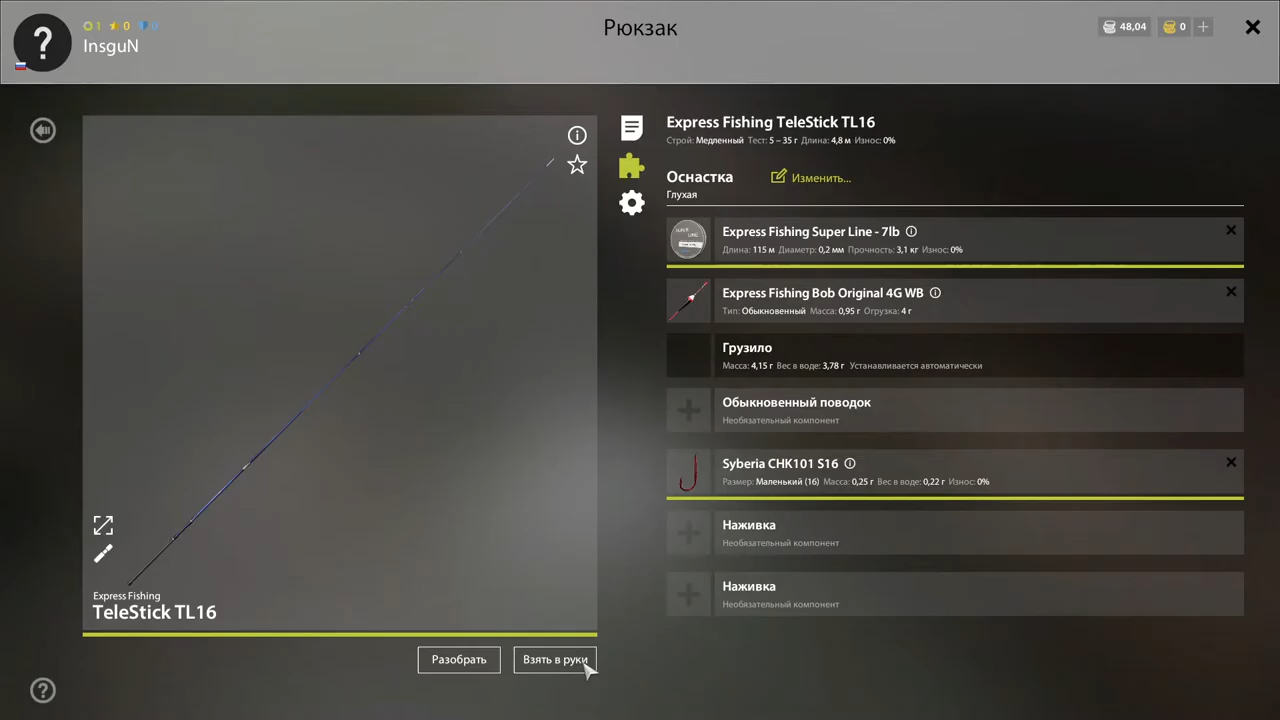 1 0 0
InsguN
Рюкзак
48,04 0
Express Fishing TeleStick TL16
Строй: Медленный Тест: 5 – 35 г Длина: 4,8 м Износ: 0%
Оснастка Изменить...
Глухая
Express Fishing Super Line - 7lb
Длина: 115 м Диаметр: 0,2 мм Прочность: 3,1 кг Износ: 0%
Express Fishing Bob Original 4G WB
Тип: Обыкновенный Масса: 0,95 г Огрузка: 4 г
Грузило
Масса: 4,15 г Вес в воде: 3,78 г Устанавливается автоматически
Обыкновенный поводок
Необязательный компонент
Syberia CHK101 S16
Размер: Маленький (16) Масса: 0,25 г Вес в воде: 0,22 г Износ: 0%
Наживка
Необязательный компонент
Наживка
Необязательный компонент
Express Fishing
TeleStick TL16
Разобрать Взять в руки